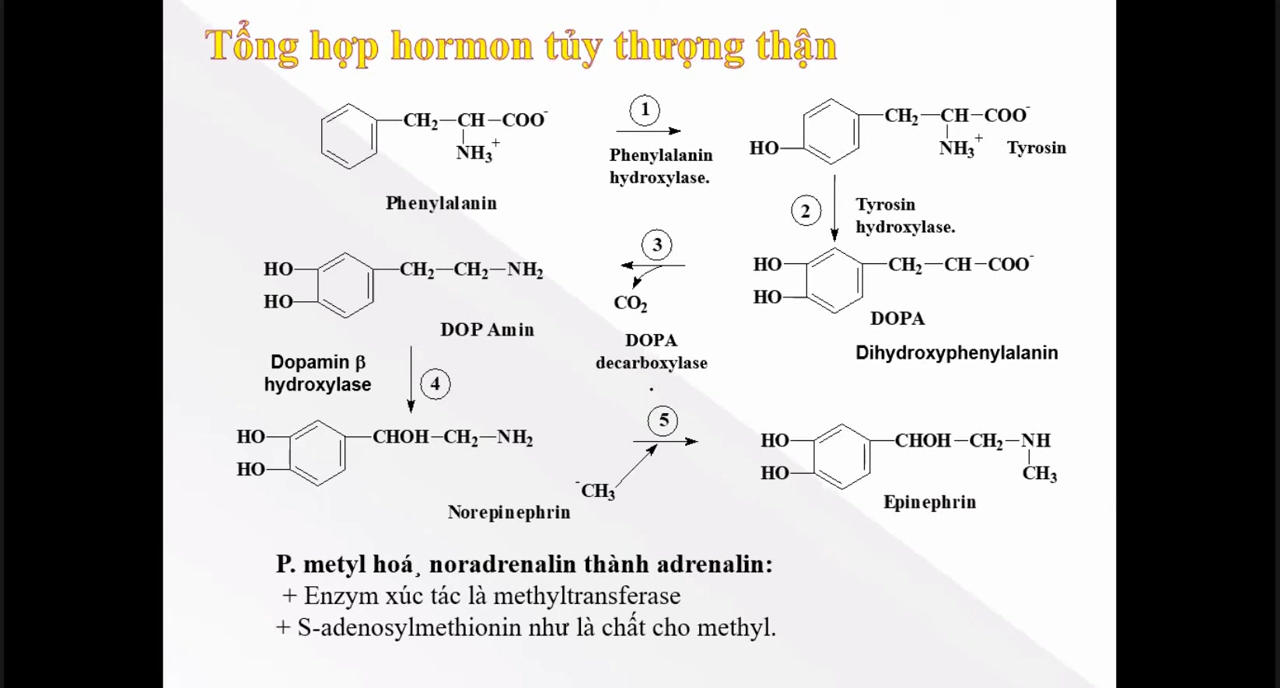 Tổng hợp hormon tủy thượng thận
CH₂—CH—COO⁻
NH₃⁺
Phenylalanin
1
Phenylalanin
hydroxylase.
CH₂—CH—COO⁻
HO
NH₃⁺
Tyrosin
2
Tyrosin
hydroxylase.
HO
HO
CH₂—CH—COO⁻
DOPA
Dihydroxyphenylalanin
3
CO₂
DOPA
decarboxylase
.
HO
HO
CH₂—CH₂—NH₂
DOP Amin
Dopamin β
hydroxylase
4
HO
HO
CHOH—CH₂—NH₂
Norepinephrin
5
⁻CH₃
HO
HO
CHOH—CH₂—NH
CH₃
Epinephrin
P. metyl hoá¸ noradrenalin thành adrenalin:
+ Enzym xúc tác là methyltransferase
+ S-adenosylmethionin như là chất cho methyl.